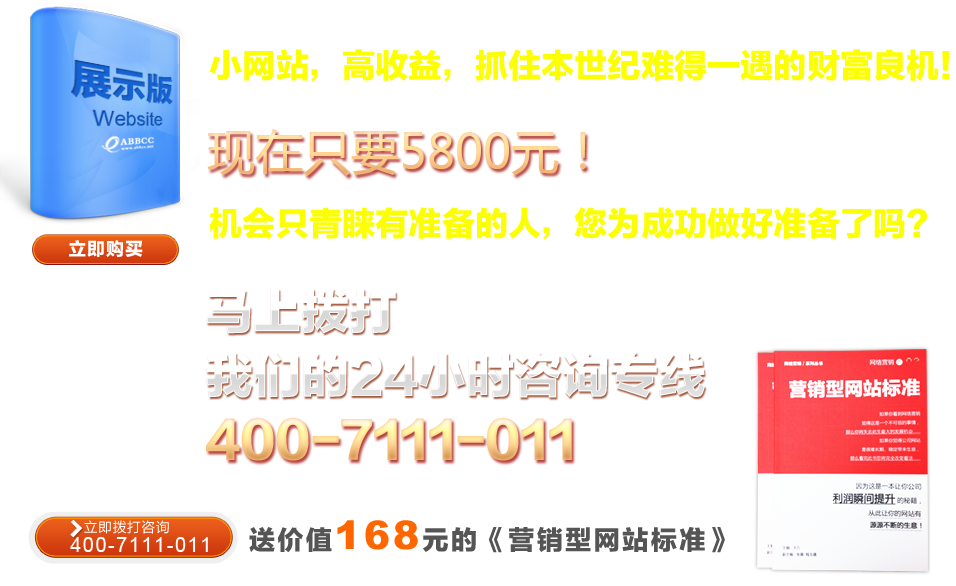 展示版
Website
ABBCC
立即购买
小网站，高收益，抓住本世纪难得一遇的财富良机!
现在只要5800元！
机会只青睐有准备的人，您为成功做好准备了吗?
马上拨打
我们的24小时咨询专线
400-7111-011
网络营销
营销型网站标准
因为这是一本让你公司
利润瞬间提升的秘籍，
从此让你的网站有
源源不断的生意！
立即拨打咨询
400-7111-011
送价值168元的《营销型网站标准》